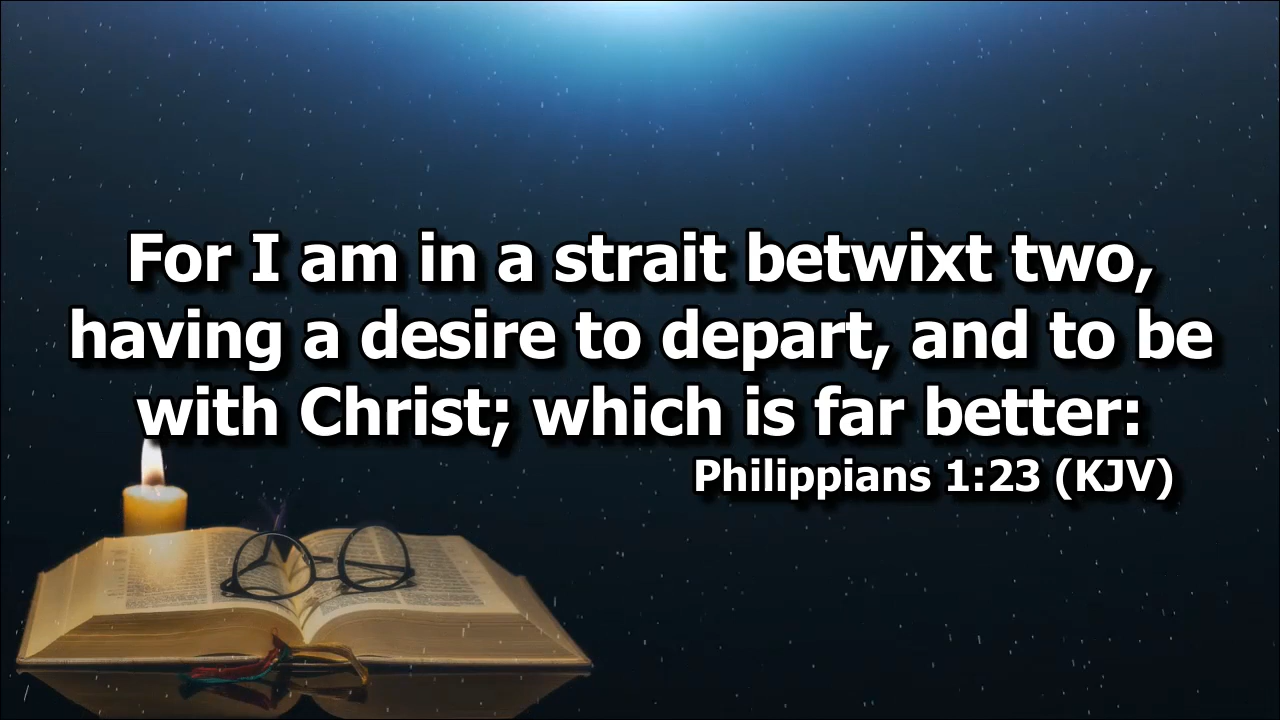 For I am in a strait betwixt two,
having a desire to depart, and to be
with Christ; which is far better:
Philippians 1:23 (KJV)